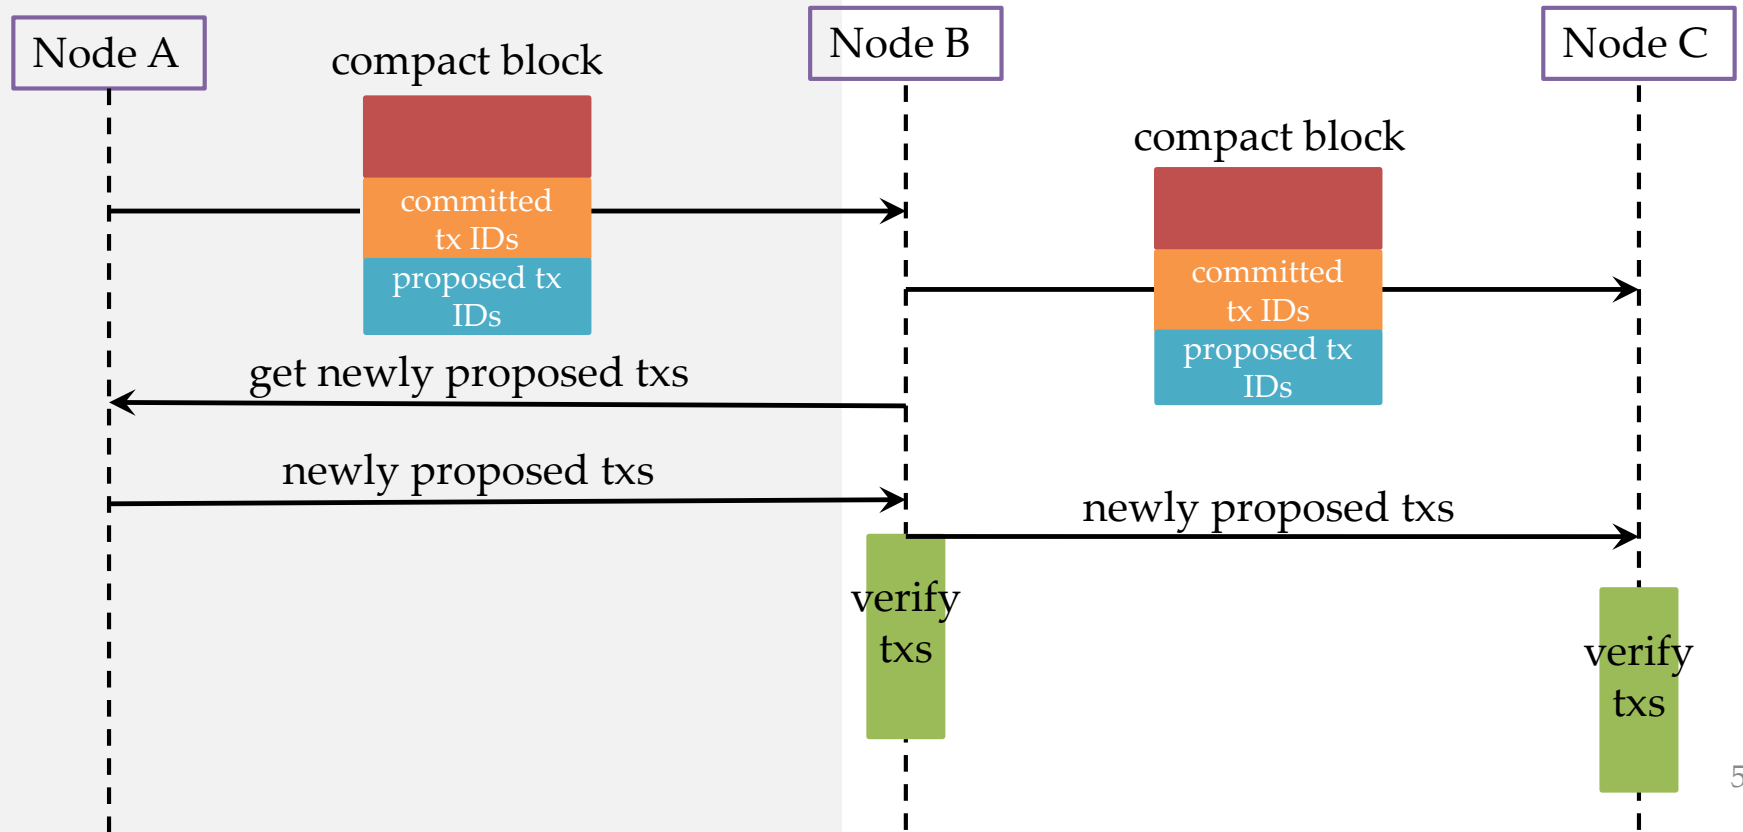 Node A
Node B
Node C
compact block
compact block
committed
tx IDs
proposed tx
IDs
committed
tx IDs
proposed tx
IDs
get newly proposed txs
newly proposed txs
newly proposed txs
verify
txs
verify
txs
5